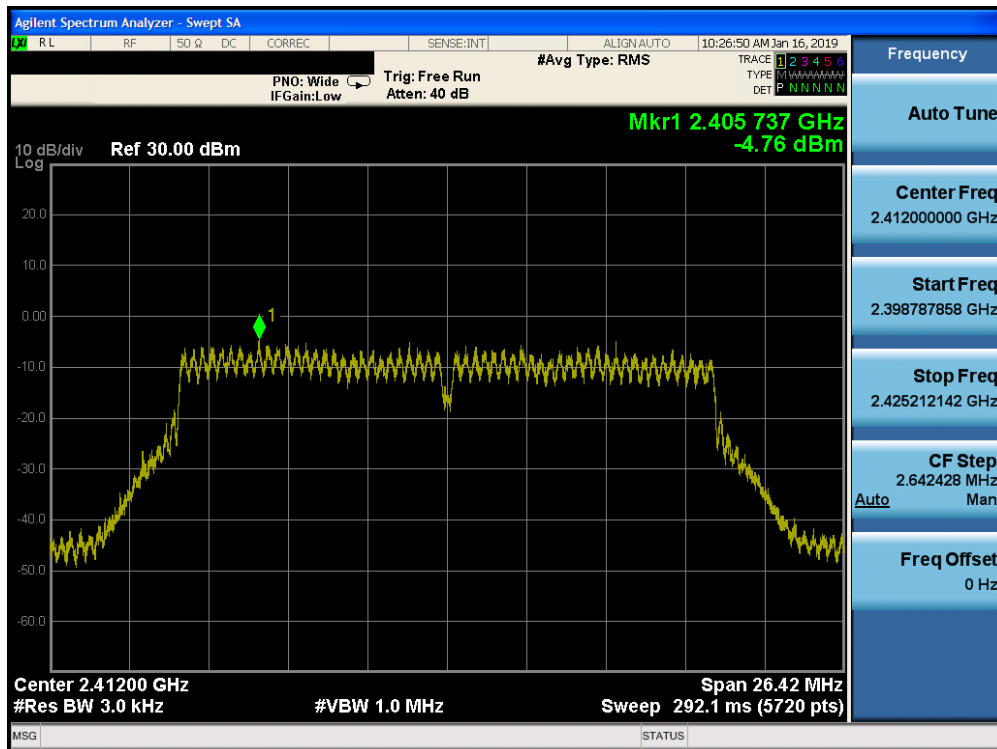 Agilent Spectrum Analyzer - Swept SA
LXI RL RF 50 Ω DC CORREC SENSE:INT ALIGN AUTO 10:26:50 AM Jan 16, 2019
Frequency
#Avg Type: RMS TRACE 1 2 3 4 5 6
PNO: Wide Trig: Free Run TYPE M
IFGain:Low Atten: 40 dB DET P N N N N N
Auto Tune
Mkr1 2.405 737 GHz
-4.76 dBm
10 dB/div Ref 30.00 dBm
Log
Center Freq
2.412000000 GHz
20.0
10.0
Start Freq
2.398787858 GHz
0.00
1
-10.0
Stop Freq
2.425212142 GHz
-20.0
-30.0
CF Step
2.642428 MHz
Auto Man
-40.0
-50.0
Freq Offset
0 Hz
-60.0
Center 2.41200 GHz Span 26.42 MHz
#Res BW 3.0 kHz #VBW 1.0 MHz Sweep 292.1 ms (5720 pts)
MSG STATUS